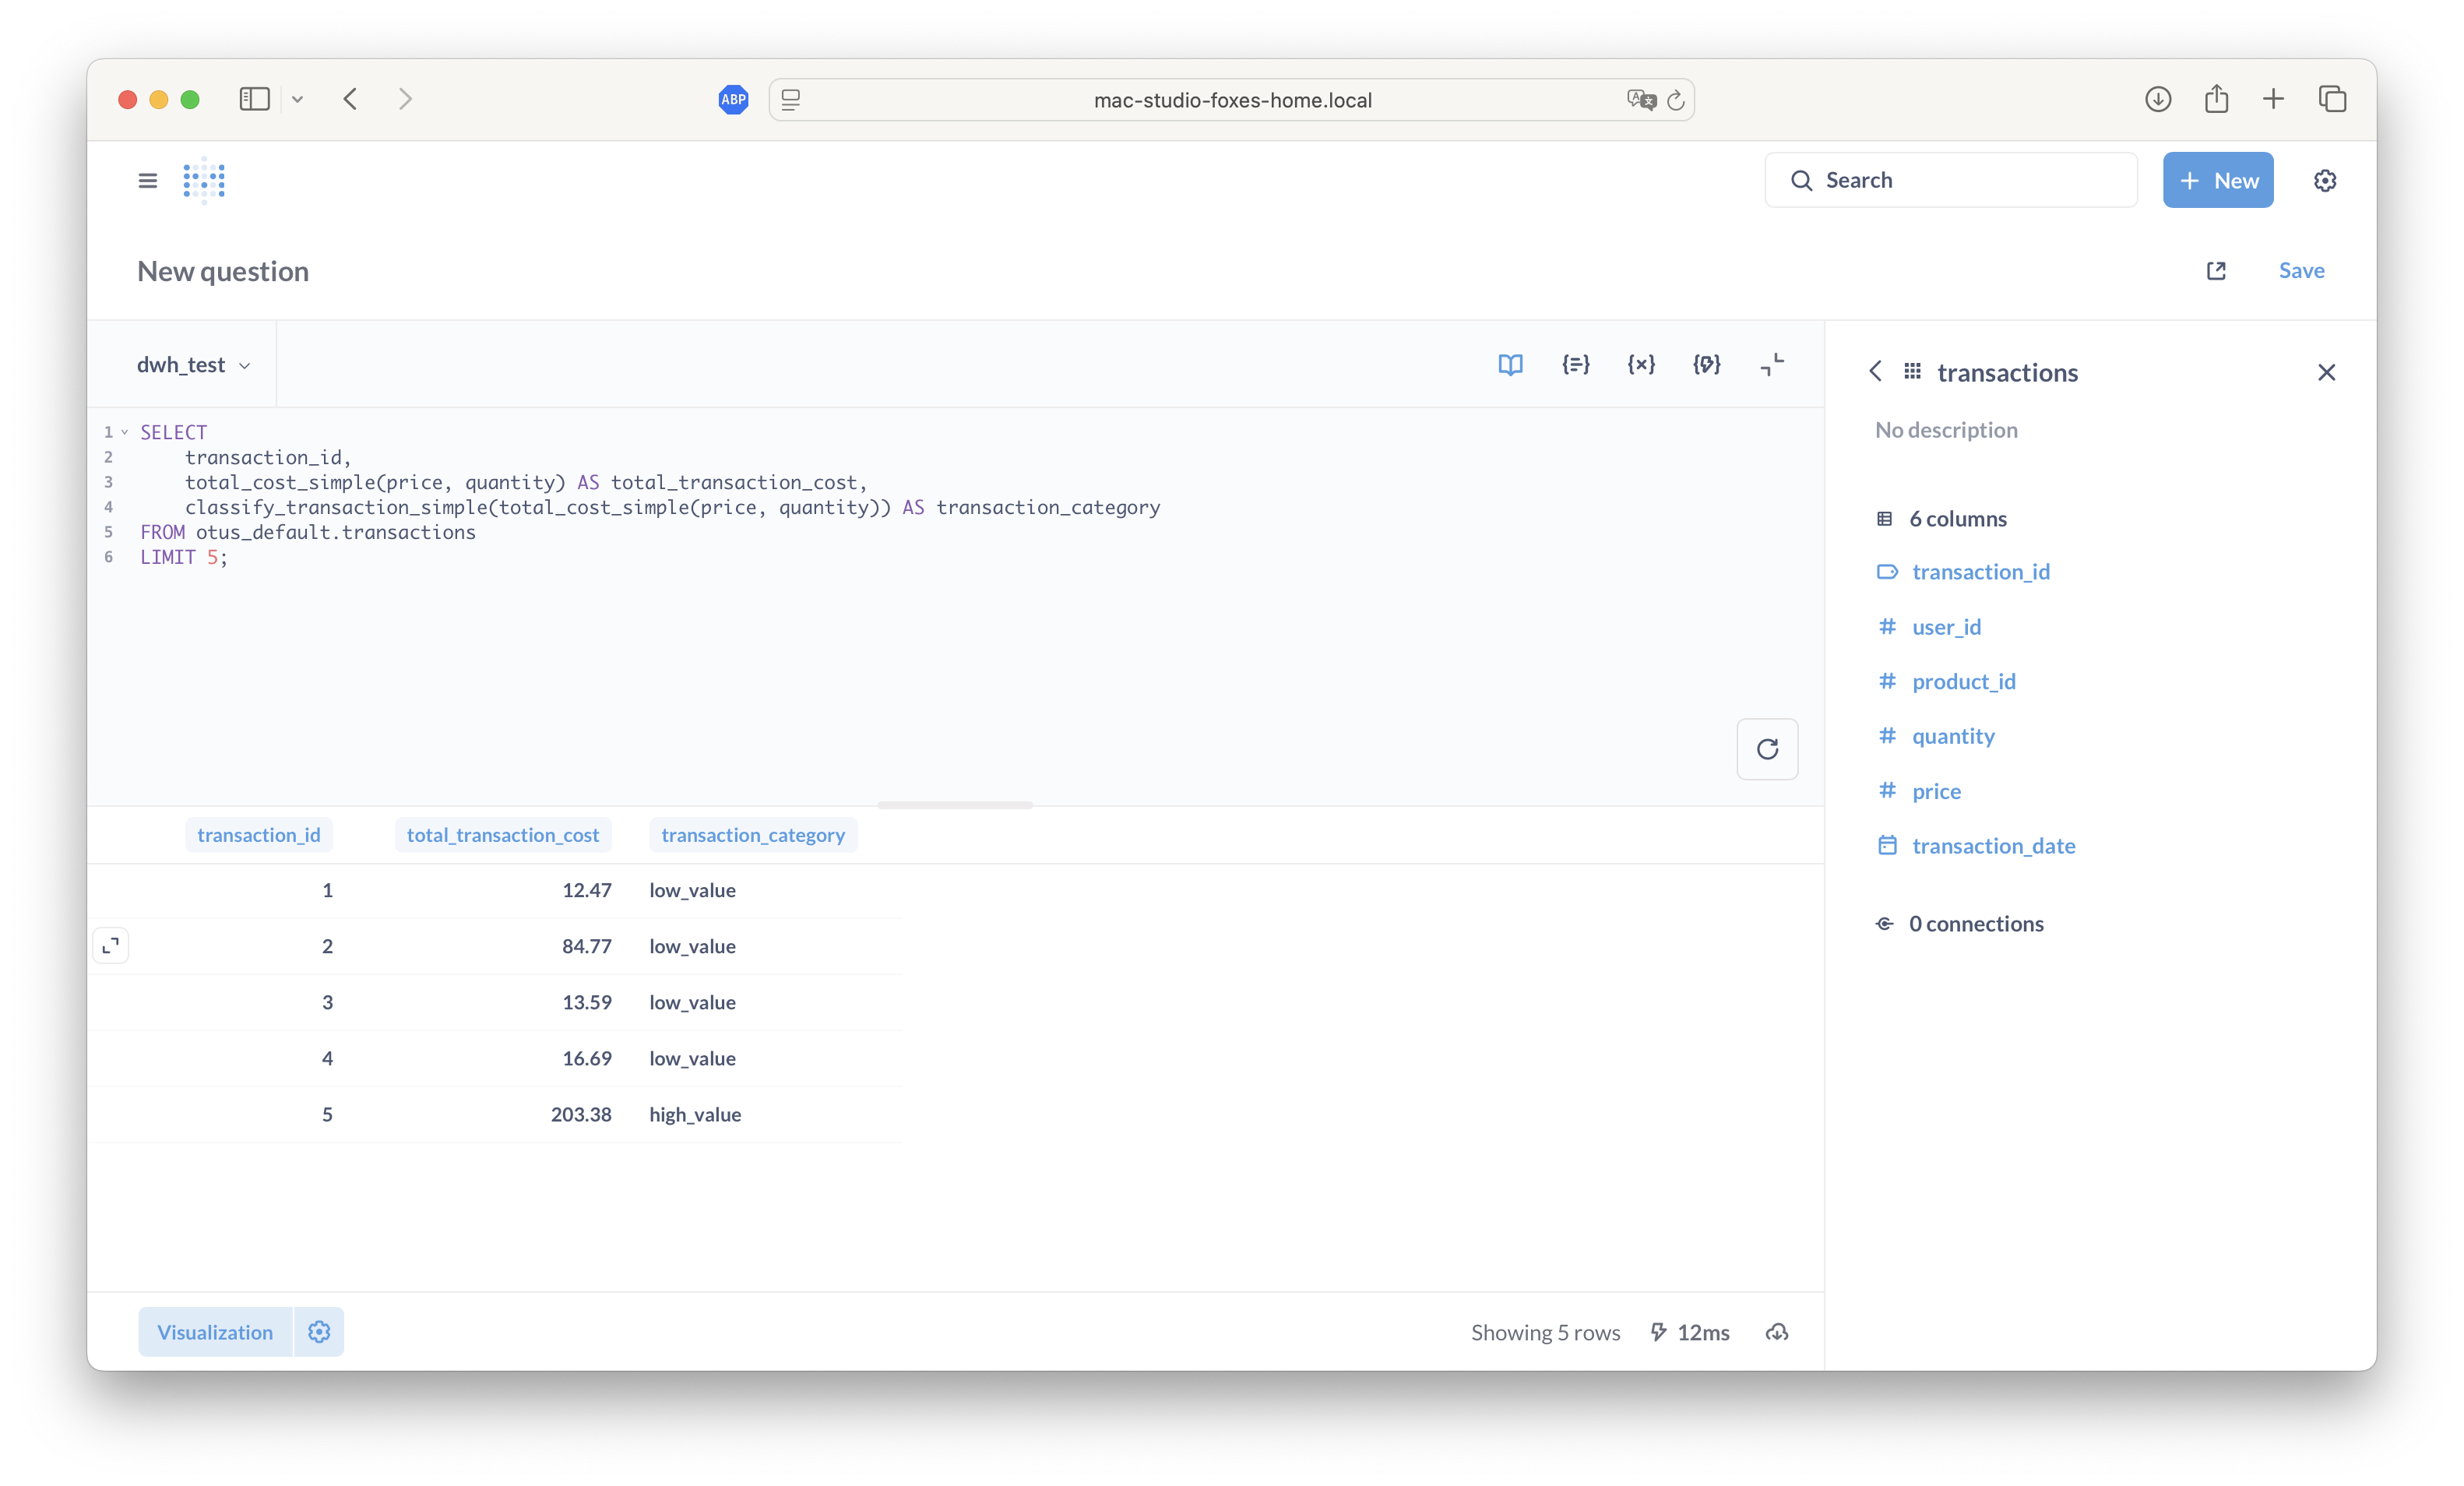 ABP
mac-studio-foxes-home.local
Search
New
New question
Save
dwh_test
1 SELECT
2 transaction_id,
3 total_cost_simple(price, quantity) AS total_transaction_cost,
4 classify_transaction_simple(total_cost_simple(price, quantity)) AS transaction_category
5 FROM otus_default.transactions
6 LIMIT 5;
transaction_id total_transaction_cost transaction_category
1 12.47 low_value
2 84.77 low_value
3 13.59 low_value
4 16.69 low_value
5 203.38 high_value
Visualization
Showing 5 rows 12ms
transactions
No description
6 columns
transaction_id
user_id
product_id
quantity
price
transaction_date
0 connections